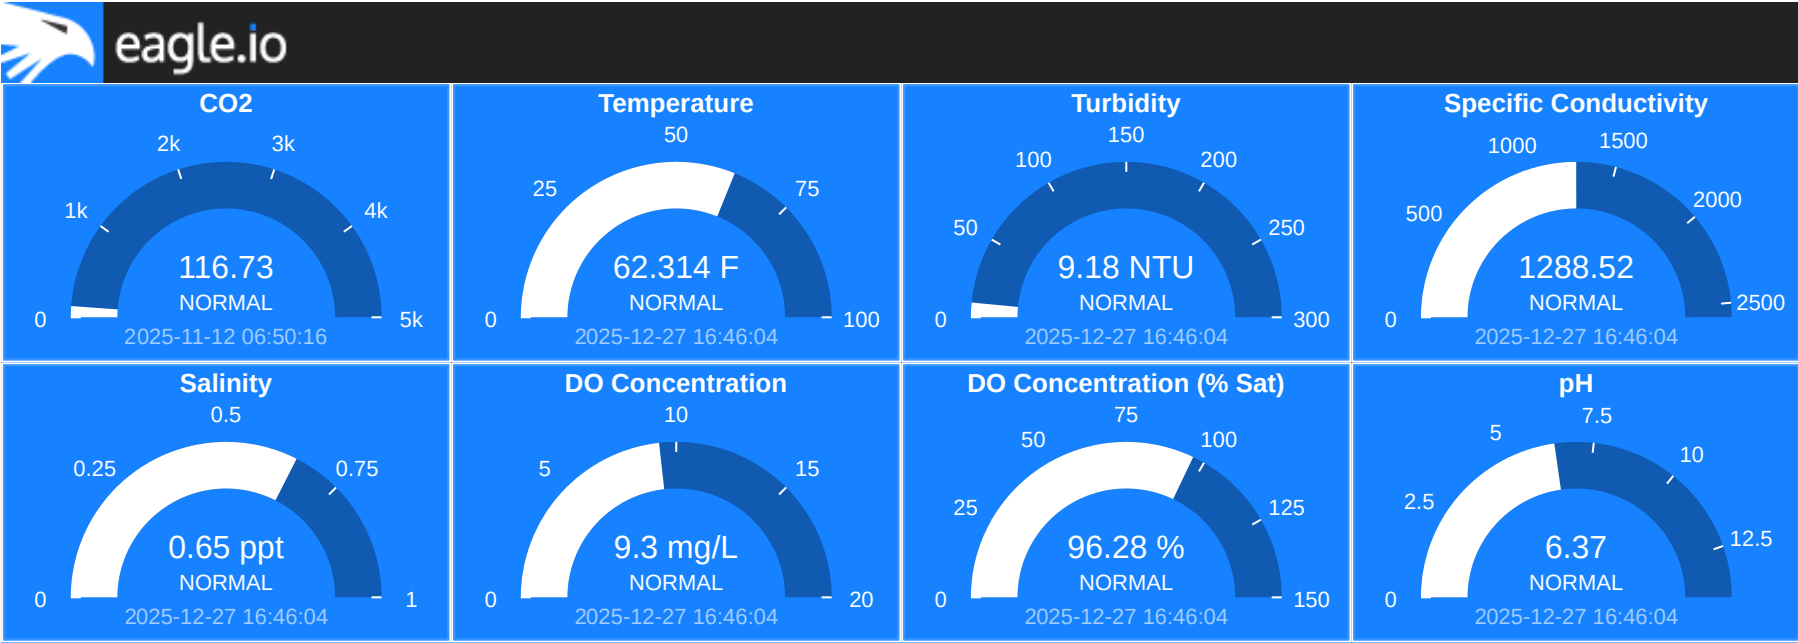 eagle.io
CO2
0
1k
2k
3k
4k
5k
116.73
NORMAL
2025-11-12 06:50:16
Temperature
0
25
50
75
100
62.314 F
NORMAL
2025-12-27 16:46:04
Turbidity
0
50
100
150
200
250
300
9.18 NTU
NORMAL
2025-12-27 16:46:04
Specific Conductivity
0
500
1000
1500
2000
2500
1288.52
NORMAL
2025-12-27 16:46:04
Salinity
0
0.25
0.5
0.75
1
0.65 ppt
NORMAL
2025-12-27 16:46:04
DO Concentration
0
5
10
15
20
9.3 mg/L
NORMAL
2025-12-27 16:46:04
DO Concentration (% Sat)
0
25
50
75
100
125
150
96.28 %
NORMAL
2025-12-27 16:46:04
pH
0
2.5
5
7.5
10
12.5
6.37
NORMAL
2025-12-27 16:46:04